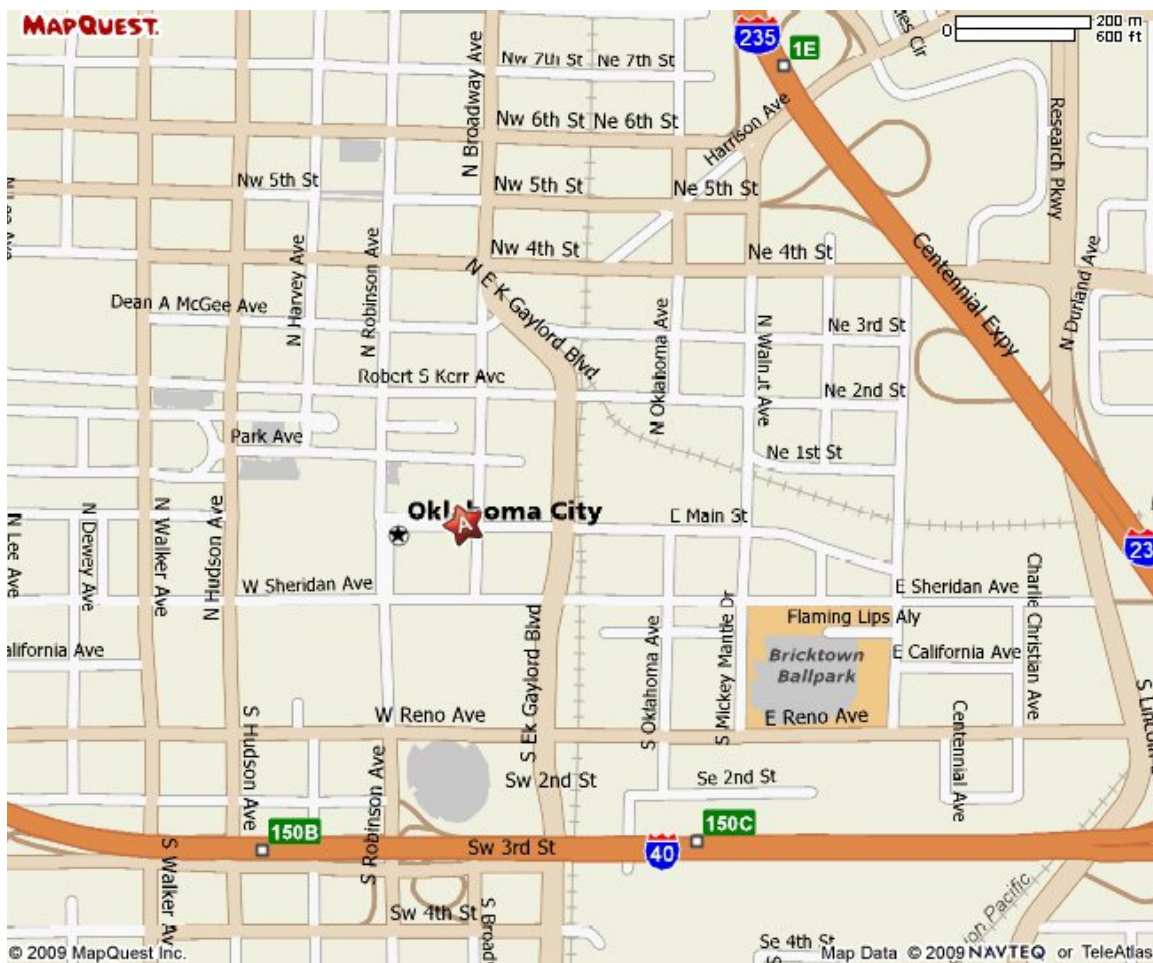 MAPQUEST.
0
200 m
600 ft
235
1E
Nw 7th St
Ne 7th St
N Broadway Ave
Nw 6th St
Ne 6th St
Harrison Ave
Research Pkwy
Nw 5th St
Nw 5th St
Ne 5th St
N Harvey Ave
N Robinson Ave
Nw 4th St
Ne 4th St
Centennial Expy
N Durland Ave
N E K Gaylord Blvd
Dean A McGee Ave
N Oklahoma Ave
N Walnut Ave
Ne 3rd St
Robert S Kerr Ave
Ne 2nd St
Park Ave
Ne 1st St
N Lee Ave
N Dewey Ave
N Walker Ave
N Hudson Ave
Oklahoma City
A
E Main St
23
W Sheridan Ave
E Sheridan Ave
Charlie Christian Ave
S Ek Gaylord Blvd
S Oklahoma Ave
S Mickey Mantle Dr
Flaming Lips Aly
Bricktown
Ballpark
E California Ave
alifornia Ave
S Hudson Ave
W Reno Ave
E Reno Ave
Centennial Ave
S Lincoln
Sw 2nd St
Se 2nd St
S Robinson Ave
150B
150C
Sw 3rd St
40
S Walker Av
Sw 4th St
S Broad
Se 4th St
on Pacific
© 2009 MapQuest Inc.
Map Data © 2009 NAVTEQ or TeleAtlas